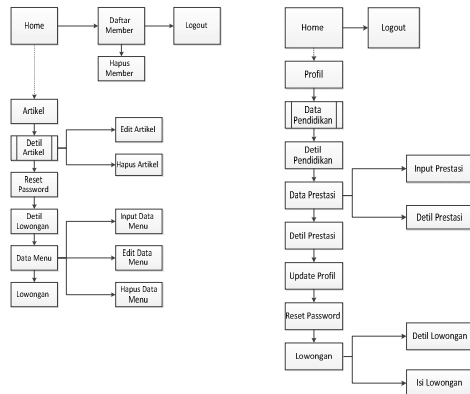 Home
Daftar
Member
Logout
Hapus
Member
Artikel
Detil
Artikel
Edit Artikel
Hapus Artikel
Reset
Password
Detil
Lowongan
Input Data
Menu
Data Menu
Edit Data
Menu
Lowongan
Hapus Data
Menu
Home
Logout
Profil
Data
Pendidikan
Detil
Pendidikan
Data Prestasi
Input Prestasi
Detil Prestasi
Detil Prestasi
Update Profil
Reset Password
Lowongan
Detil Lowongan
Isi Lowongan